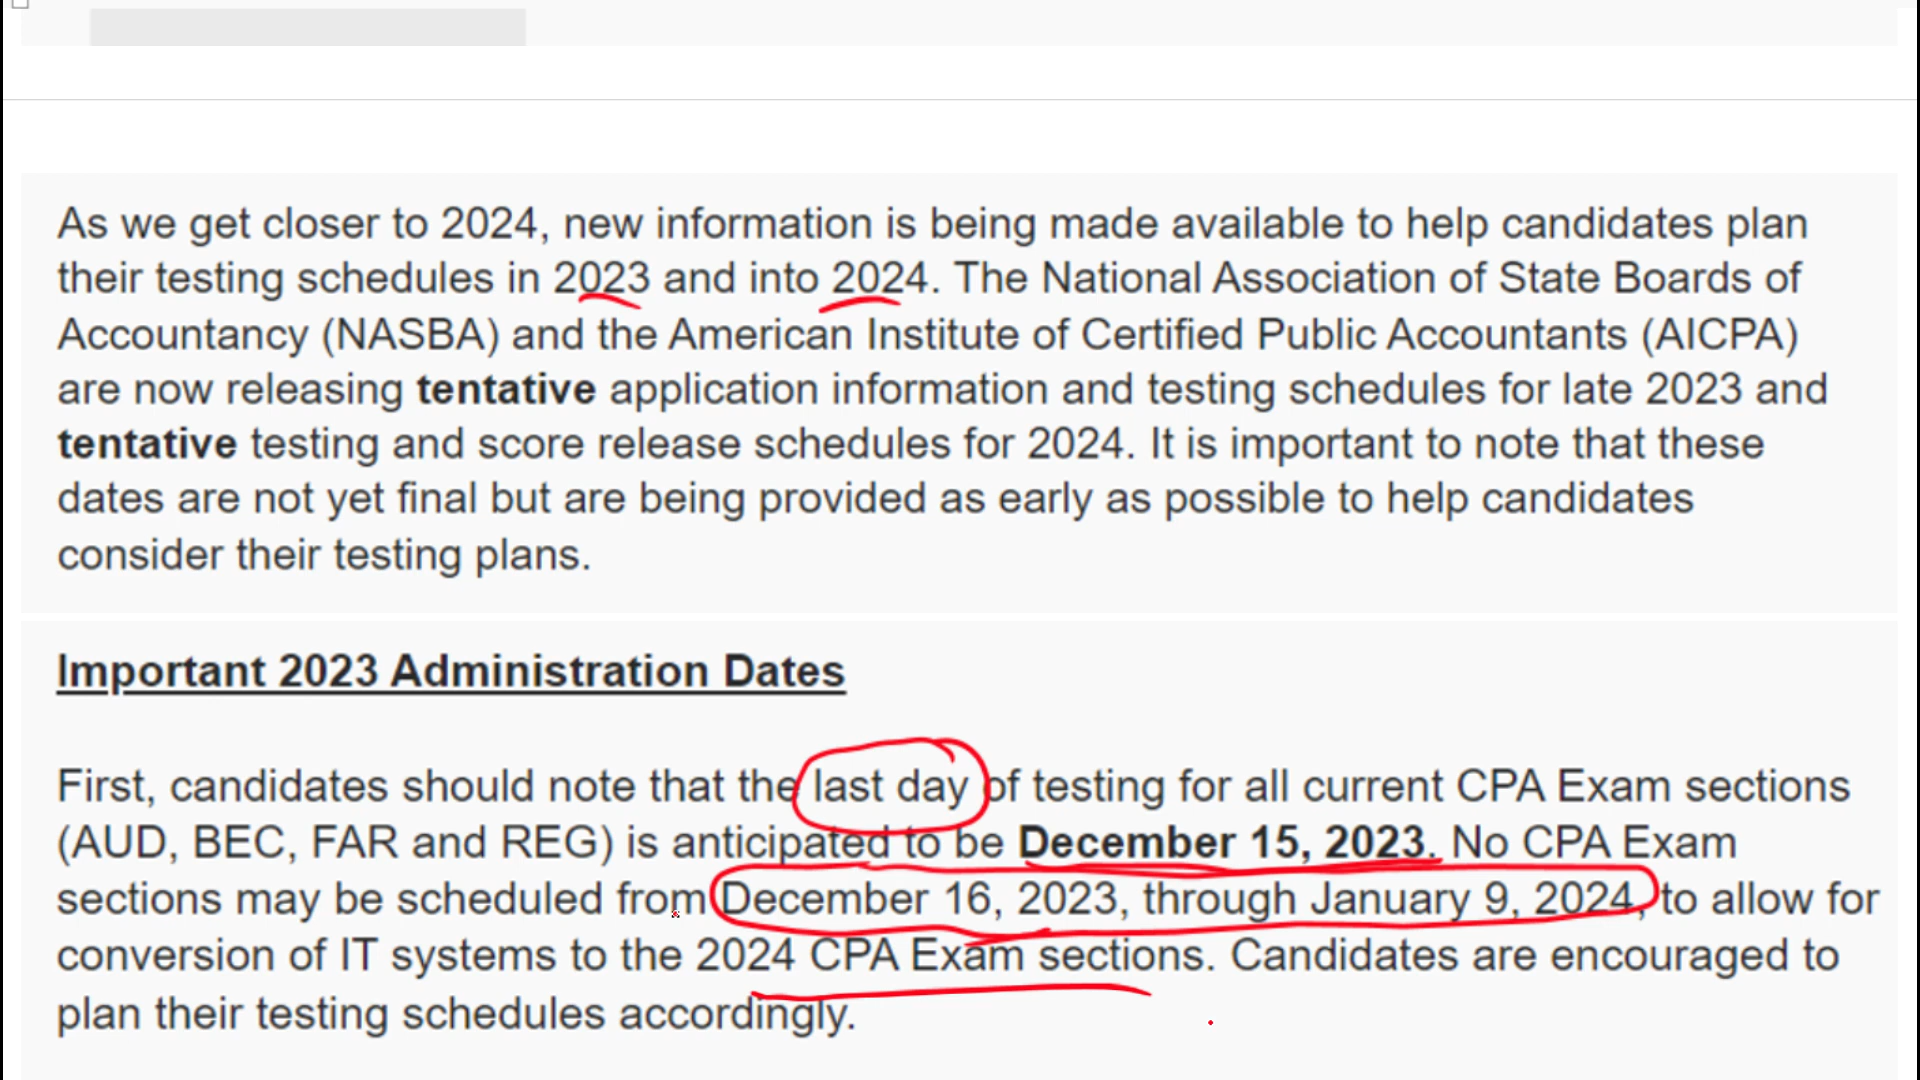 As we get closer to 2024, new information is being made available to help candidates plan
their testing schedules in 2023 and into 2024. The National Association of State Boards of
Accountancy (NASBA) and the American Institute of Certified Public Accountants (AICPA)
are now releasing tentative application information and testing schedules for late 2023 and
tentative testing and score release schedules for 2024. It is important to note that these
dates are not yet final but are being provided as early as possible to help candidates
consider their testing plans.
Important 2023 Administration Dates
First, candidates should note that the last day of testing for all current CPA Exam sections
(AUD, BEC, FAR and REG) is anticipated to be December 15, 2023. No CPA Exam
sections may be scheduled from December 16, 2023, through January 9, 2024, to allow for
conversion of IT systems to the 2024 CPA Exam sections. Candidates are encouraged to
plan their testing schedules accordingly.